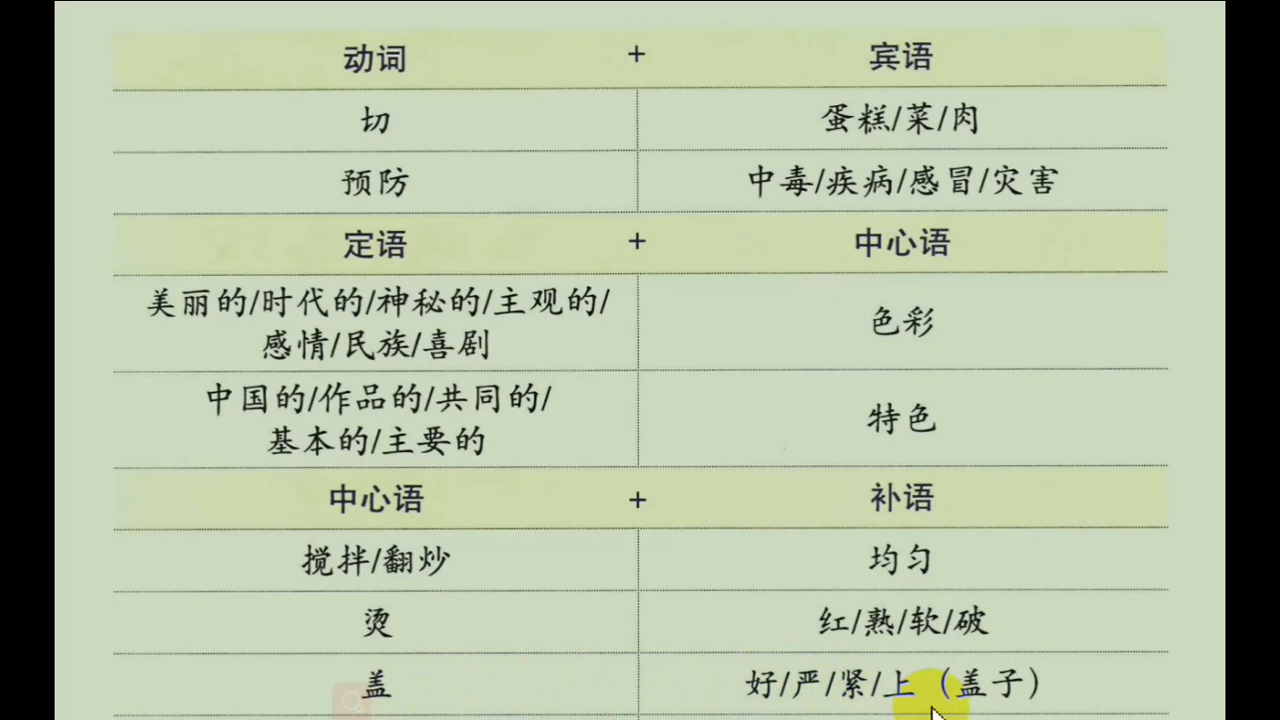 动词 + 宾语
切 蛋糕/菜/肉
预防 中毒/疾病/感冒/灾害
定语 + 中心语
美丽的/时代的/神秘的/主观的/
感情/民族/喜剧
色彩
中国的/作品的/共同的/
基本的/主要的
特色
中心语 + 补语
搅拌/翻炒 均匀
烫 红/熟/软/破
盖 好/严/紧/上（盖子）